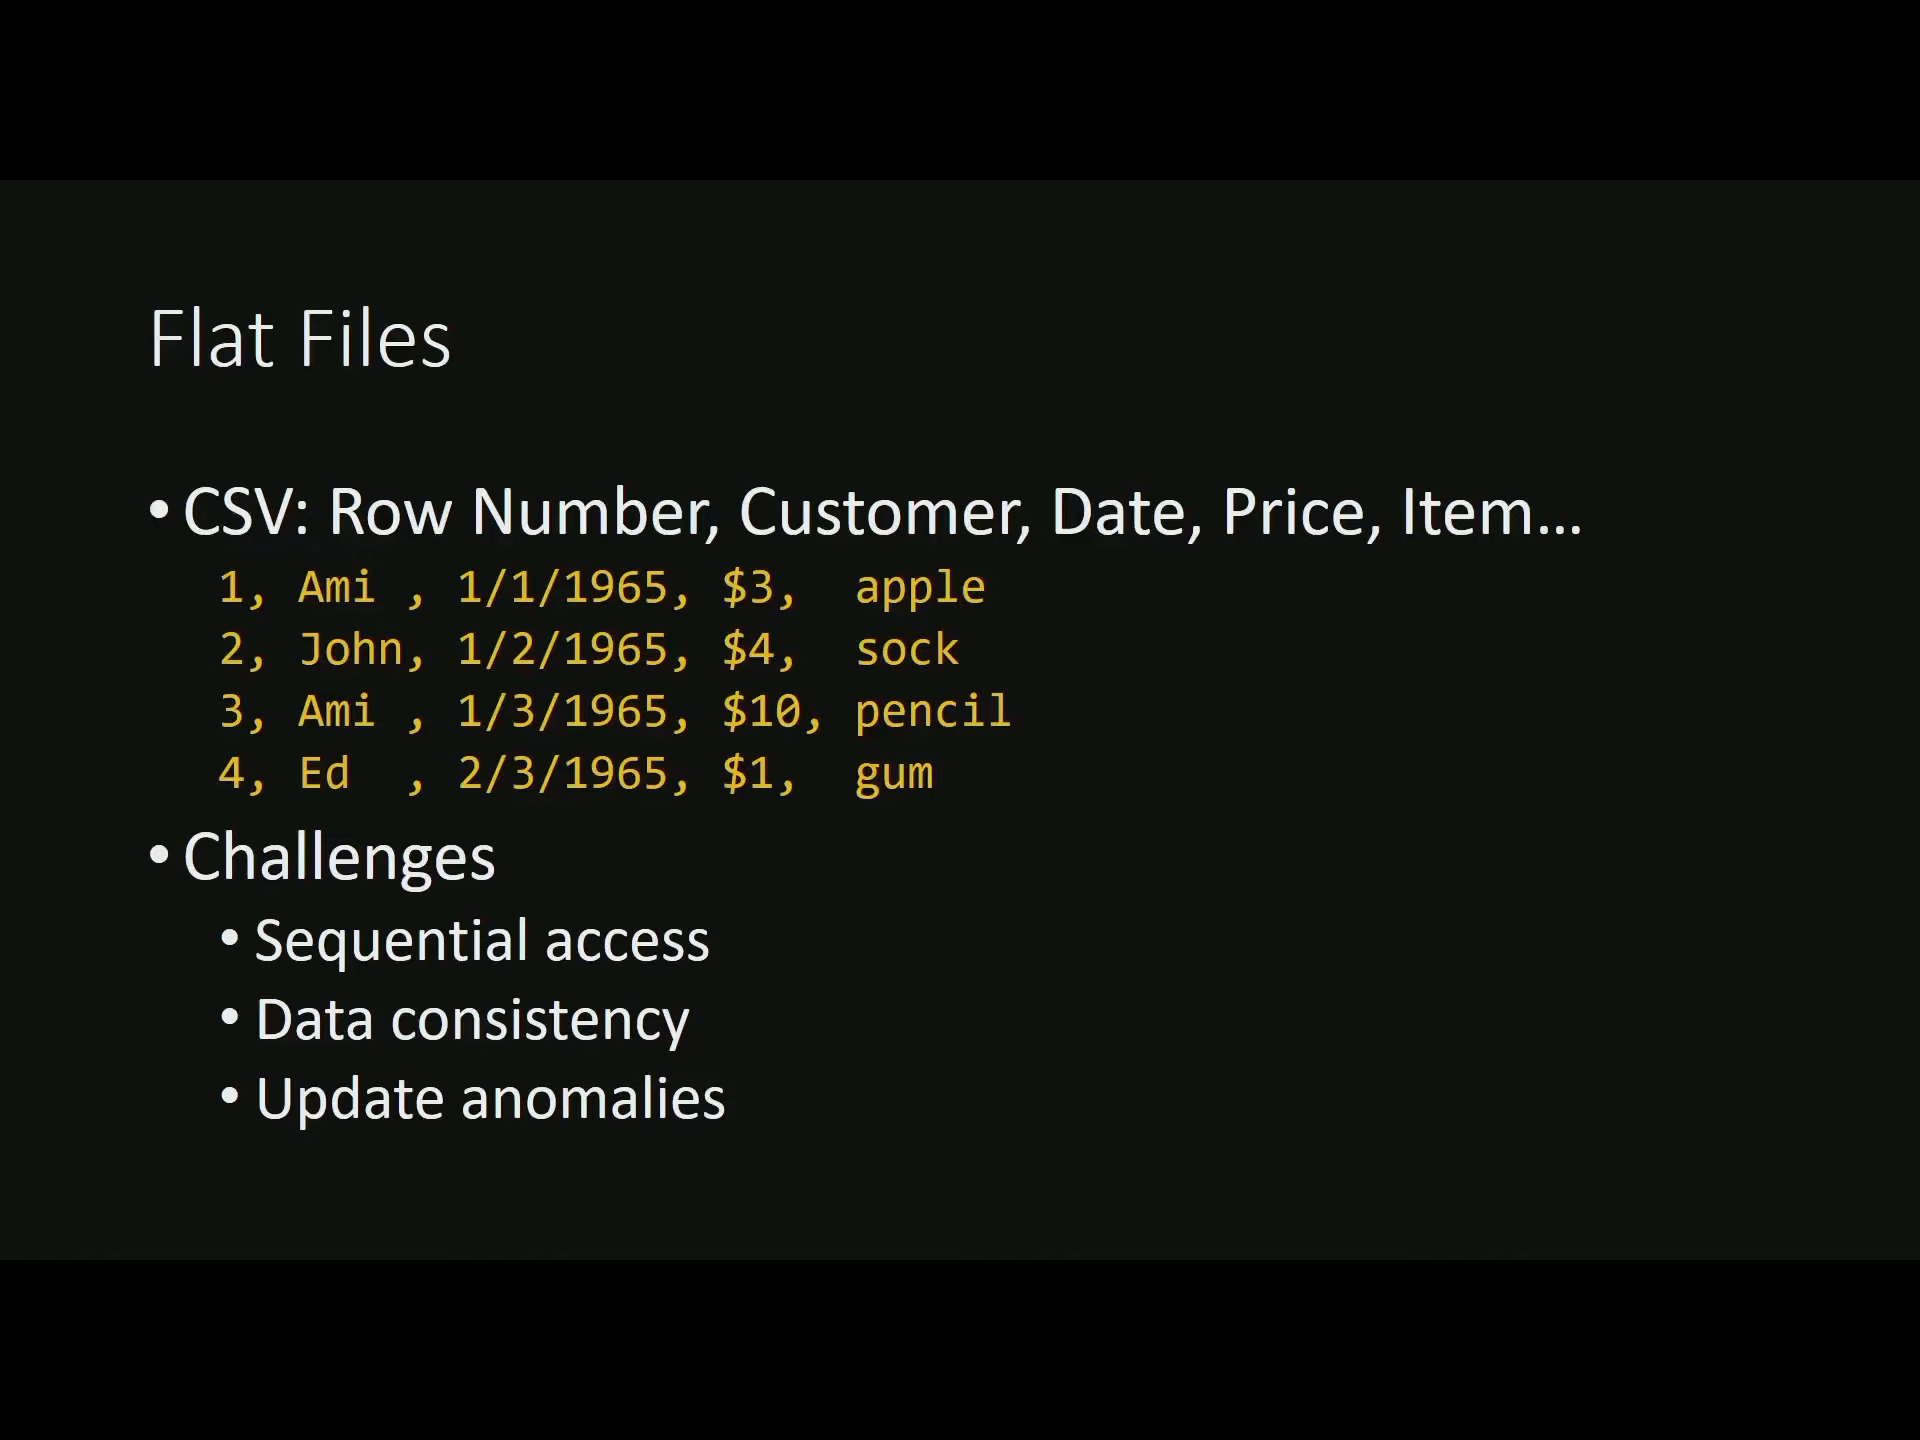 Flat Files
• CSV: Row Number, Customer, Date, Price, Item…
1, Ami , 1/1/1965, $3,  apple
2, John, 1/2/1965, $4,  sock
3, Ami , 1/3/1965, $10, pencil
4, Ed  , 2/3/1965, $1,  gum
• Challenges
• Sequential access
• Data consistency
• Update anomalies